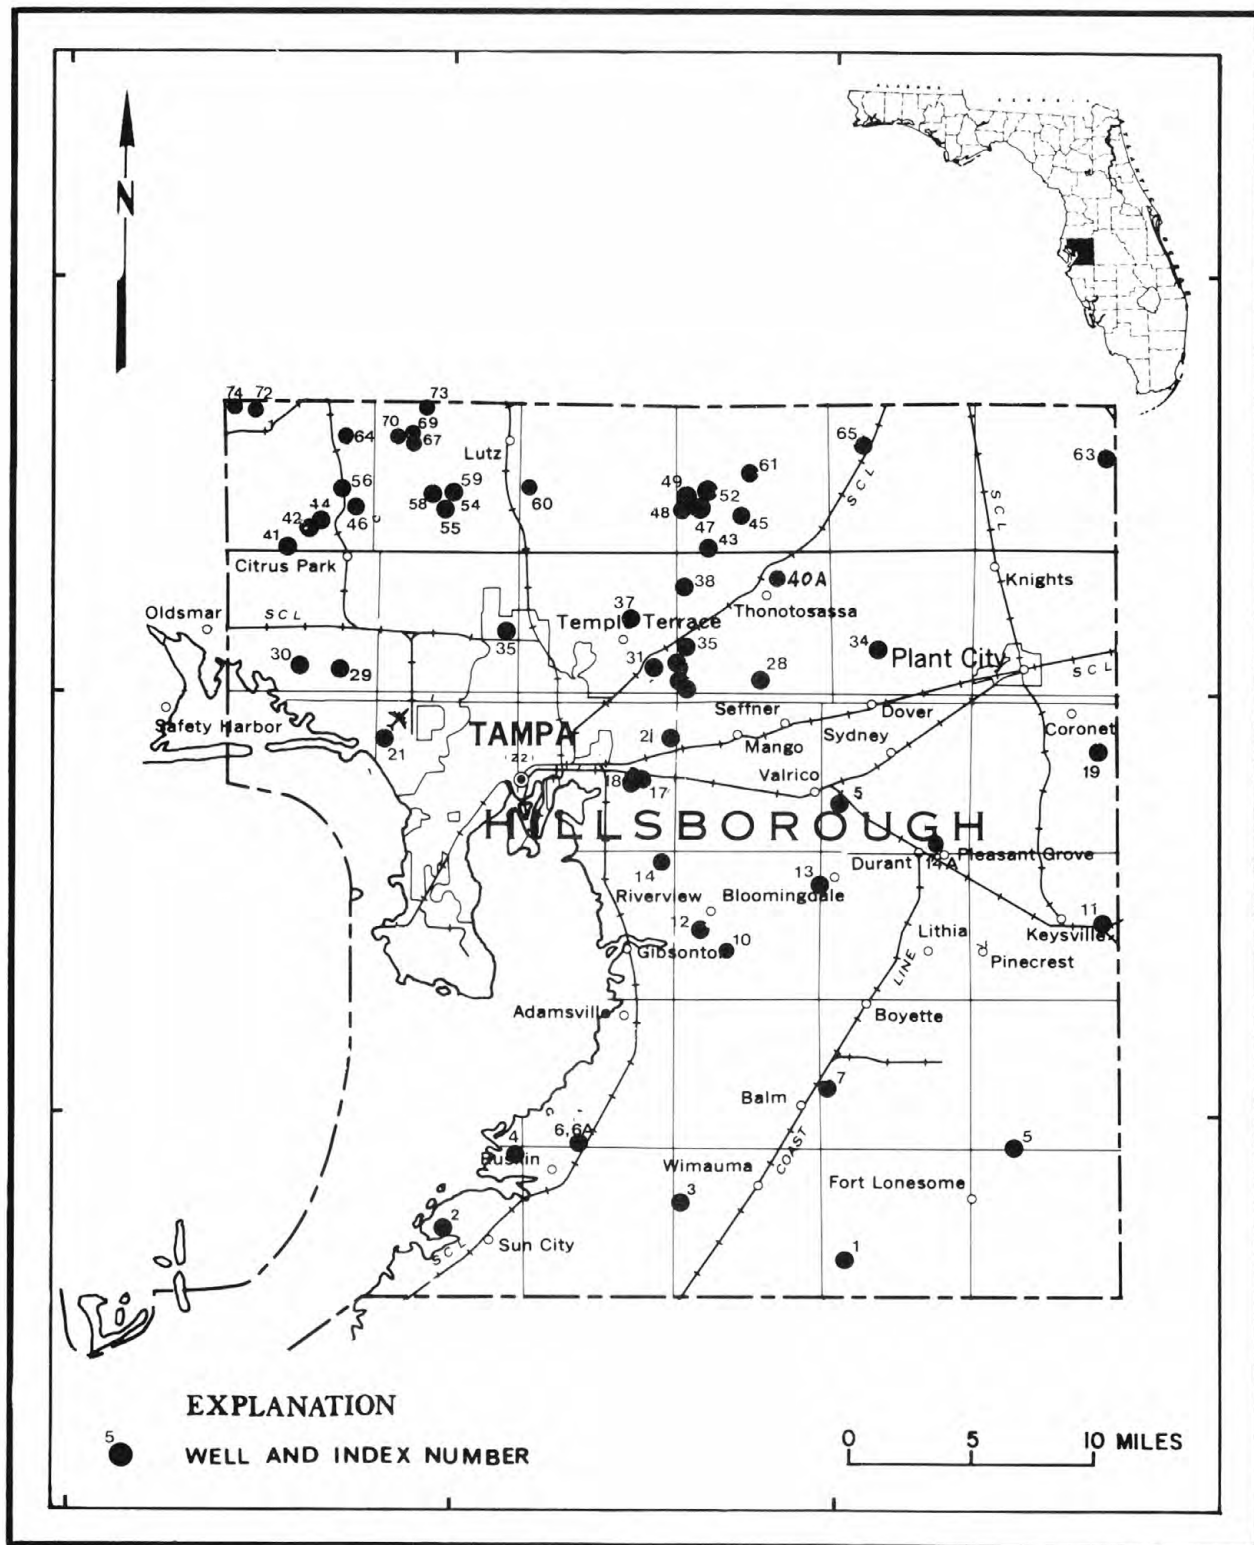 N
74
72
73
64
70
69
67
Lutz
65
63
SCL
SCL
56
59
58
54
55
46
44
42
41
60
61
49
52
48
47
45
43
Citrus Park
38
40A
Knights
Thonotosassa
Oldsmar
SCL
37
Templ Terrace
35
35
34
Plant City
SCL
30
29
31
28
Safety Harbor
Seffner
Dover
Coronet
TAMPA
21
(22)
21
Mango
Sydney
19
Valrico
18
17
5
HILLSBOROUGH
14
13
Durant
14A
Pleasant Grove
Riverview
Bloomingdale
12
10
11
Keysville
Lithia
Pinecrest
Gibsonton
LINE
Adamsville
Boyette
7
Balm
6,6A
4
Ruskin
Wimauma
COAST
5
Fort Lonesome
3
2
SCL
Sun City
1
EXPLANATION
5
WELL AND INDEX NUMBER
0 5 10 MILES